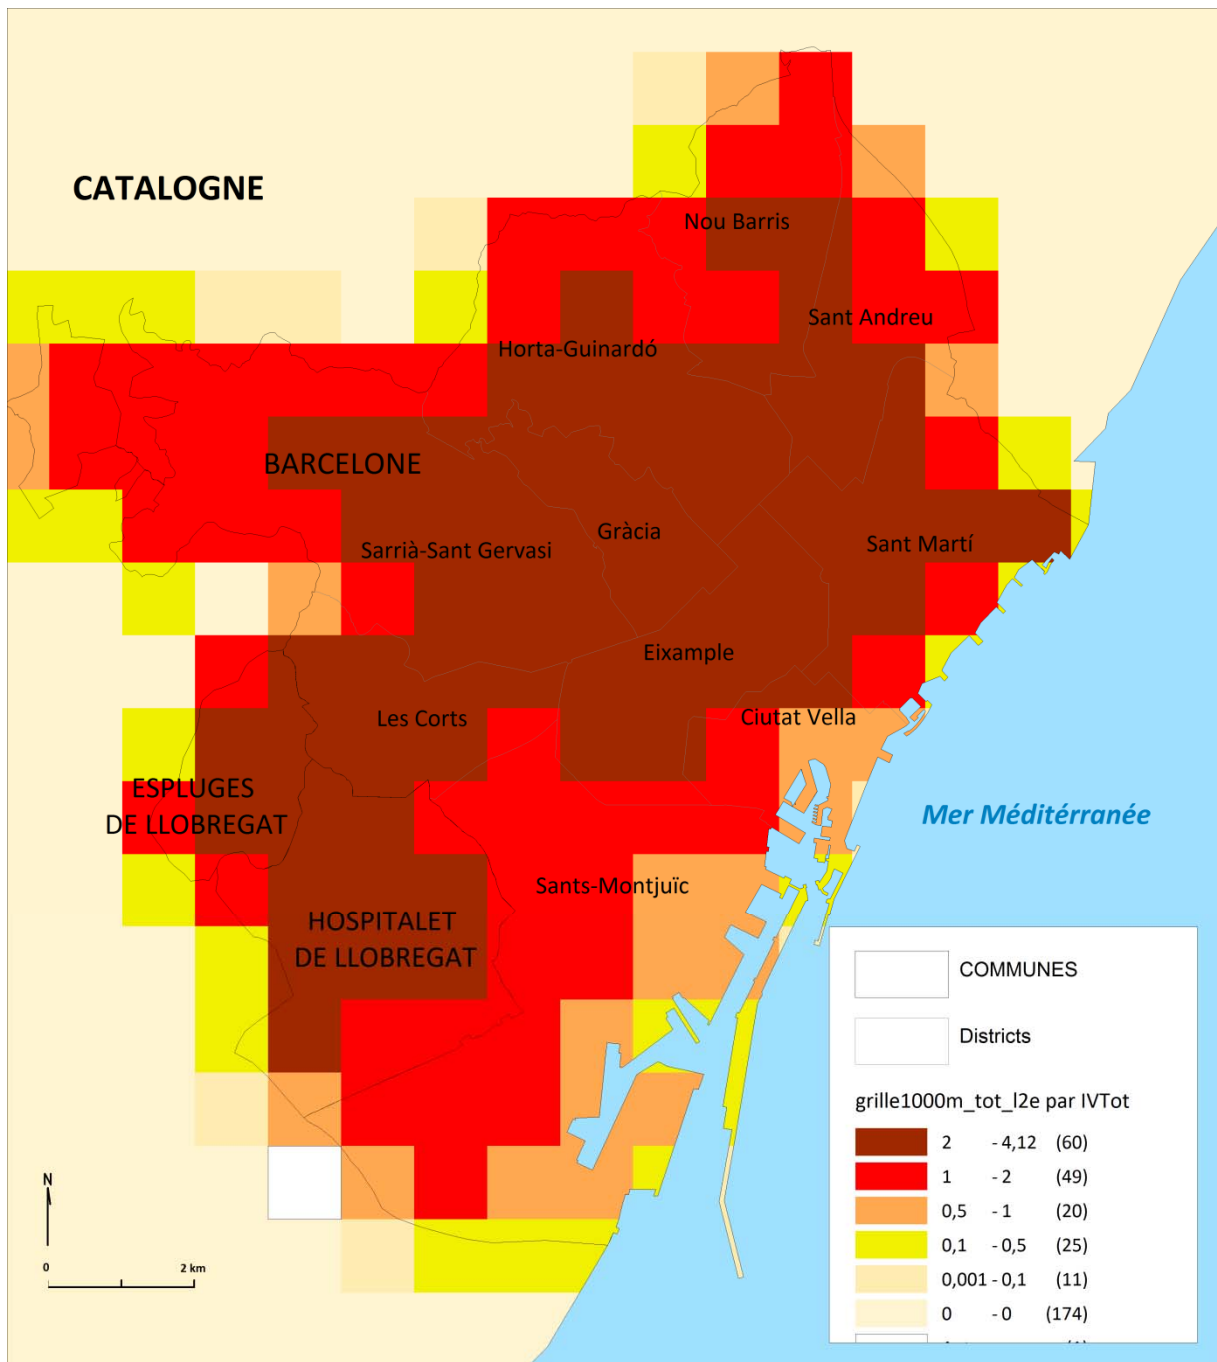 CATALOGNE
Nou Barris
Sant Andreu
Horta-Guinardó
BARCELONE
Gràcia
Sarrià-Sant Gervasi
Sant Martí
Eixample
Les Corts
Ciutat Vella
ESPLUGES
DE LLOBREGAT
Mer Méditérranée
Sants-Montjuïc
HOSPITALET
DE LLOBREGAT
COMMUNES
Districts
grille1000m_tot_l2e par IVTot
2 - 4,12 (60)
1 - 2 (49)
0,5 - 1 (20)
0,1 - 0,5 (25)
0,001 - 0,1 (11)
0 - 0 (174)
N
0 2 km